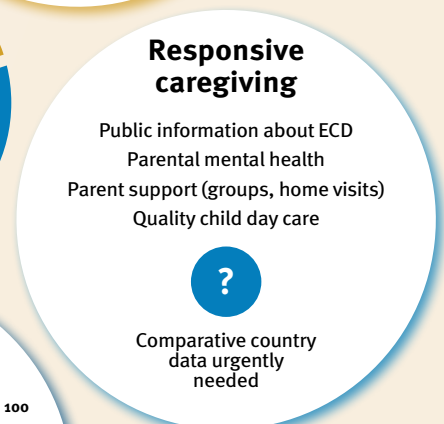 Responsive
caregiving
Public information about ECD
Parental mental health
Parent support (groups, home visits)
Quality child day care
?
Comparative country
data urgently
needed
100